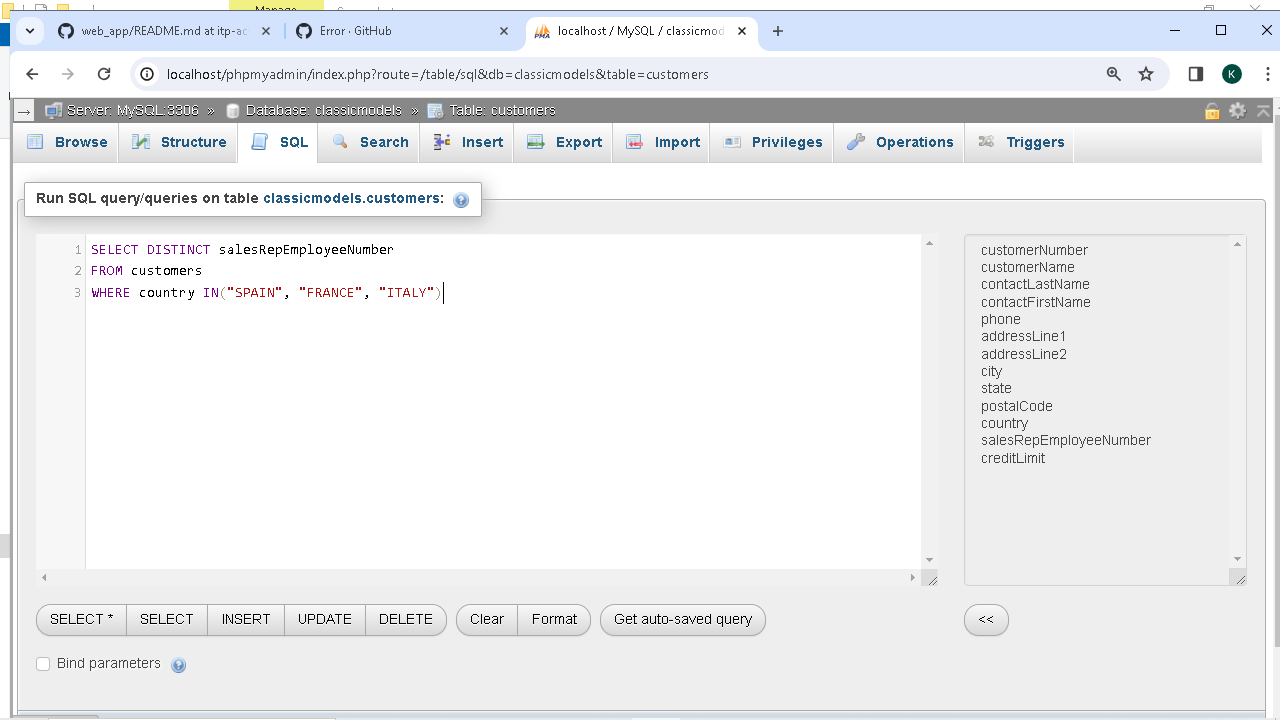 Manage
web_app/README.md at itp-ac
Error · GitHub
localhost / MySQL / classicmod
localhost/phpmyadmin/index.php?route=/table/sql&db=classicmodels&table=customers
K
Server: MySQL:3306 » Database: classicmodels » Table: customers
Browse Structure SQL Search Insert Export Import Privileges Operations Triggers
Run SQL query/queries on table classicmodels.customers:
1 SELECT DISTINCT salesRepEmployeeNumber
2 FROM customers
3 WHERE country IN("SPAIN", "FRANCE", "ITALY")
customerNumber
customerName
contactLastName
contactFirstName
phone
addressLine1
addressLine2
city
state
postalCode
country
salesRepEmployeeNumber
creditLimit
SELECT * SELECT INSERT UPDATE DELETE Clear Format Get auto-saved query <<
Bind parameters